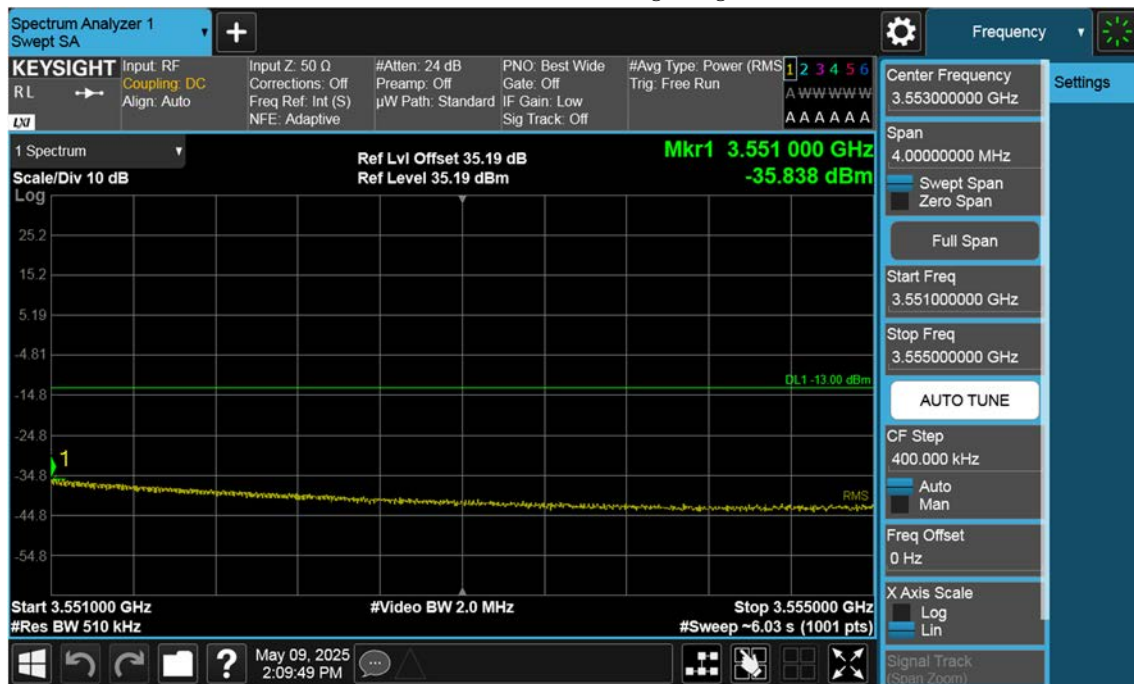 Spectrum Analyzer 1
Swept SA
Frequency
KEYSIGHT
R L
LXI
Input: RF
Coupling: DC
Align: Auto
Input Z: 50 Ω
Corrections: Off
Freq Ref: Int (S)
NFE: Adaptive
#Atten: 24 dB
Preamp: Off
µW Path: Standard
PNO: Best Wide
Gate: Off
IF Gain: Low
Sig Track: Off
#Avg Type: Power (RMS
Trig: Free Run
1 2 3 4 5 6
A W W W W W
A A A A A A
1 Spectrum
Scale/Div 10 dB
Log
Ref Lvl Offset 35.19 dB
Ref Level 35.19 dBm
Mkr1 3.551 000 GHz
-35.838 dBm
25.2
15.2
5.19
-4.81
-14.8
-24.8
-34.8
-44.8
-54.8
DL1 -13.00 dBm
1
RMS
Start 3.551000 GHz
#Res BW 510 kHz
#Video BW 2.0 MHz
Stop 3.555000 GHz
#Sweep ~6.03 s (1001 pts)
?
May 09, 2025
2:09:49 PM
Center Frequency
3.553000000 GHz
Span
4.00000000 MHz
Swept Span
Zero Span
Full Span
Start Freq
3.551000000 GHz
Stop Freq
3.555000000 GHz
AUTO TUNE
CF Step
400.000 kHz
Auto
Man
Freq Offset
0 Hz
X Axis Scale
Log
Lin
Signal Track
(Span Zoom)
Settings